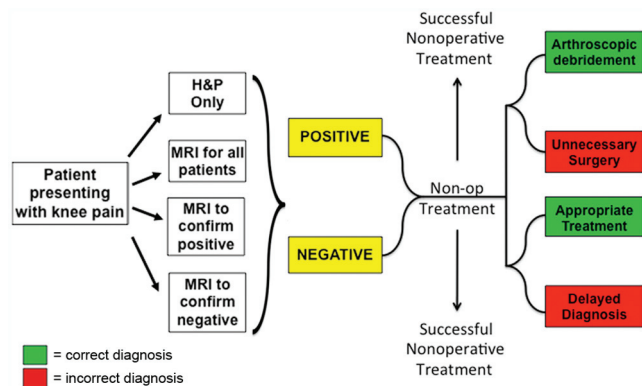 Patient
presenting
with knee pain
H&P
Only
MRI for all
patients
MRI to
confirm
positive
MRI to
confirm
negative
POSITIVE
NEGATIVE
Successful
Nonoperative
Treatment
Non-op
Treatment
Successful
Nonoperative
Treatment
Arthroscopic
debridement
Unnecessary
Surgery
Appropriate
Treatment
Delayed
Diagnosis
= correct diagnosis
= incorrect diagnosis